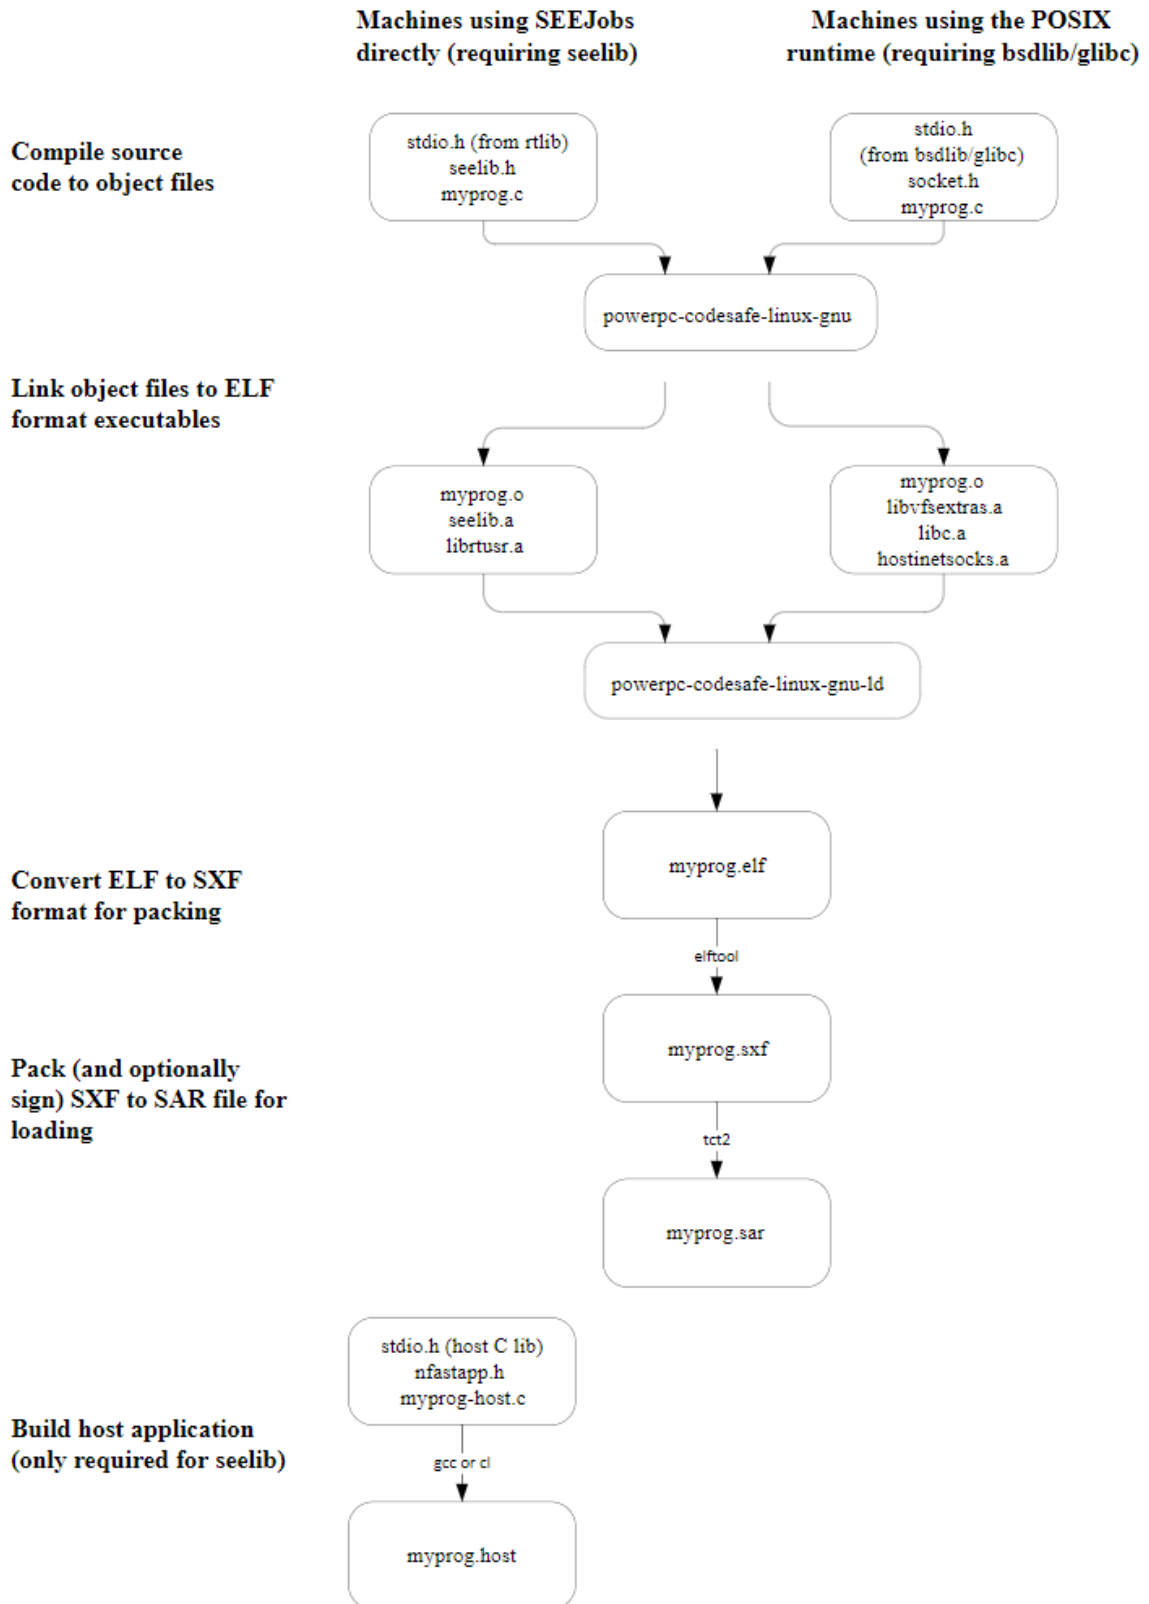 Machines using SEEJobs
directly (requiring seelib)
Machines using the POSIX
runtime (requiring bsdlib/glibc)
Compile source
code to object files
stdio.h (from rtlib)
seelib.h
myprog.c
stdio.h
(from bsdlib/glibc)
socket.h
myprog.c
powerpc-codesafe-linux-gnu
Link object files to ELF
format executables
myprog.o
seelib.a
librtusr.a
myprog.o
libvfsextras.a
libc.a
hostinetsocks.a
powerpc-codesafe-linux-gnu-ld
myprog.elf
Convert ELF to SXF
format for packing
elftool
myprog.sxf
Pack (and optionally
sign) SXF to SAR file for
loading
tct2
myprog.sar
stdio.h (host C lib)
nfastapp.h
myprog-host.c
Build host application
(only required for seelib)
gcc or cl
myprog.host